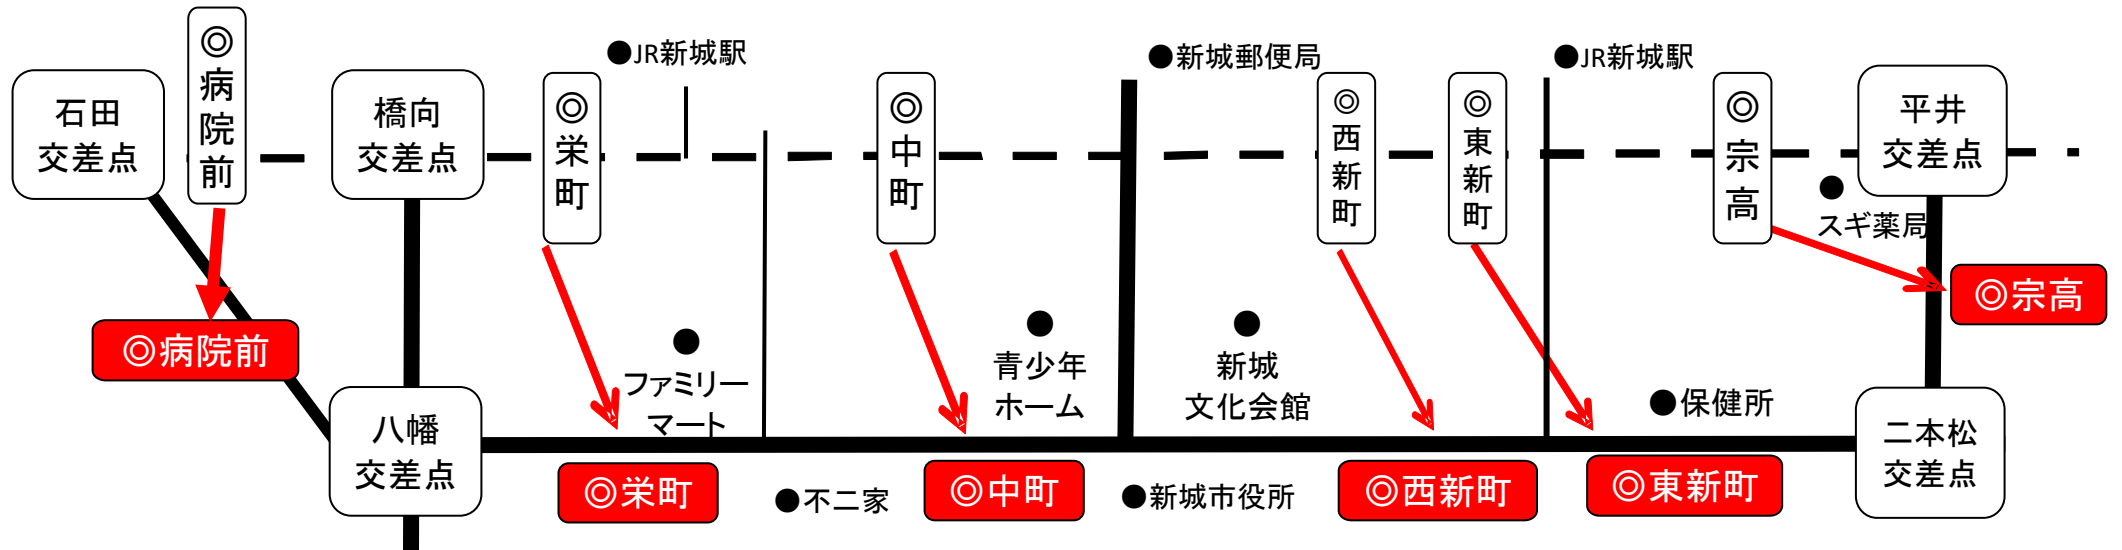 ◎病院前
石田
交差点
橋向
交差点
◎栄町
●JR新城駅
◎中町
●新城郵便局
◎西新町
◎東新町
●JR新城駅
◎宗高
平井
交差点
●
スギ薬局
◎宗高
◎病院前
●
ファミリー
マート
●
青少年
ホーム
●
新城
文化会館
●保健所
八幡
交差点
◎栄町
●不二家
◎中町
●新城市役所
◎西新町
◎東新町
二本松
交差点